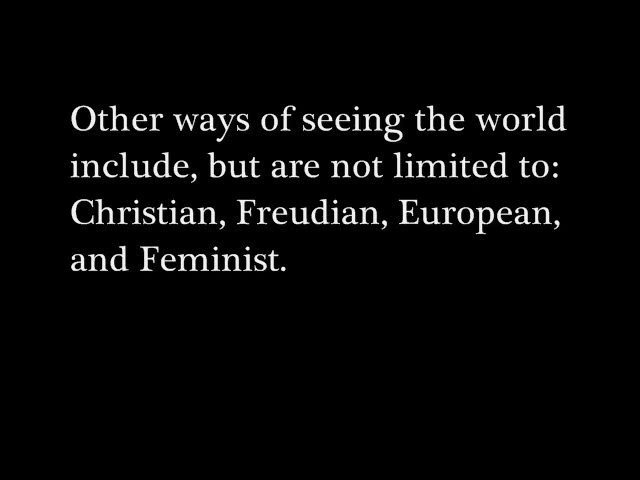 Other ways of seeing the world
include, but are not limited to:
Christian, Freudian, European,
and Feminist.